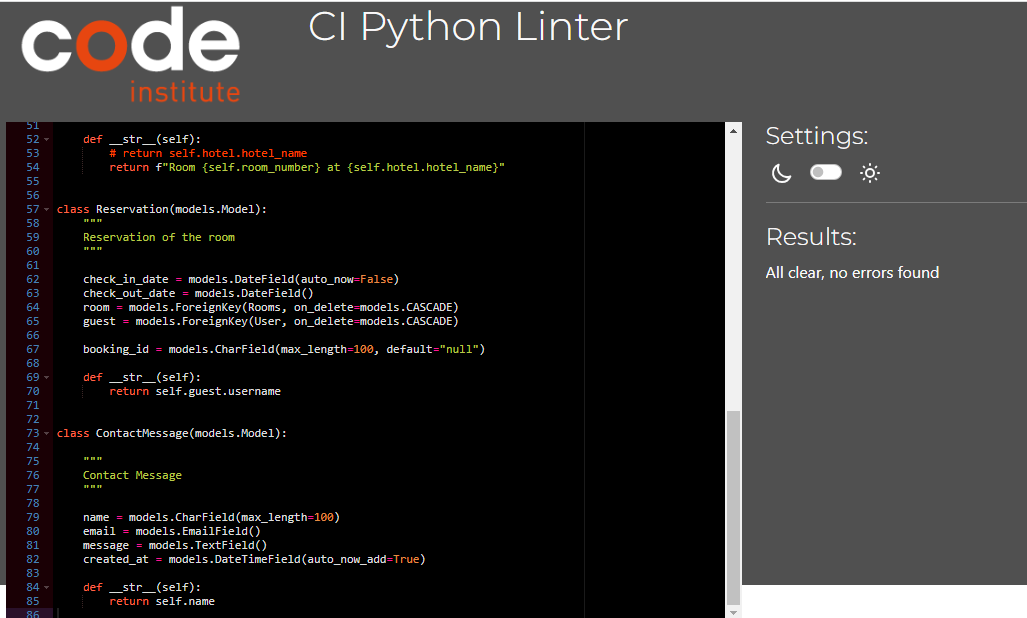 code
institute
CI Python Linter
51
52 def __str__(self):
53 # return self.hotel.hotel_name
54 return f"Room {self.room_number} at {self.hotel.hotel_name}"
55
56
57 class Reservation(models.Model):
58 """
59 Reservation of the room
60 """
61
62 check_in_date = models.DateField(auto_now=False)
63 check_out_date = models.DateField()
64 room = models.ForeignKey(Rooms, on_delete=models.CASCADE)
65 guest = models.ForeignKey(User, on_delete=models.CASCADE)
66
67 booking_id = models.CharField(max_length=100, default="null")
68
69 def __str__(self):
70 return self.guest.username
71
72
73 class ContactMessage(models.Model):
74
75 """
76 Contact Message
77 """
78
79 name = models.CharField(max_length=100)
80 email = models.EmailField()
81 message = models.TextField()
82 created_at = models.DateTimeField(auto_now_add=True)
83
84 def __str__(self):
85 return self.name
86
Settings:
Results:
All clear, no errors found